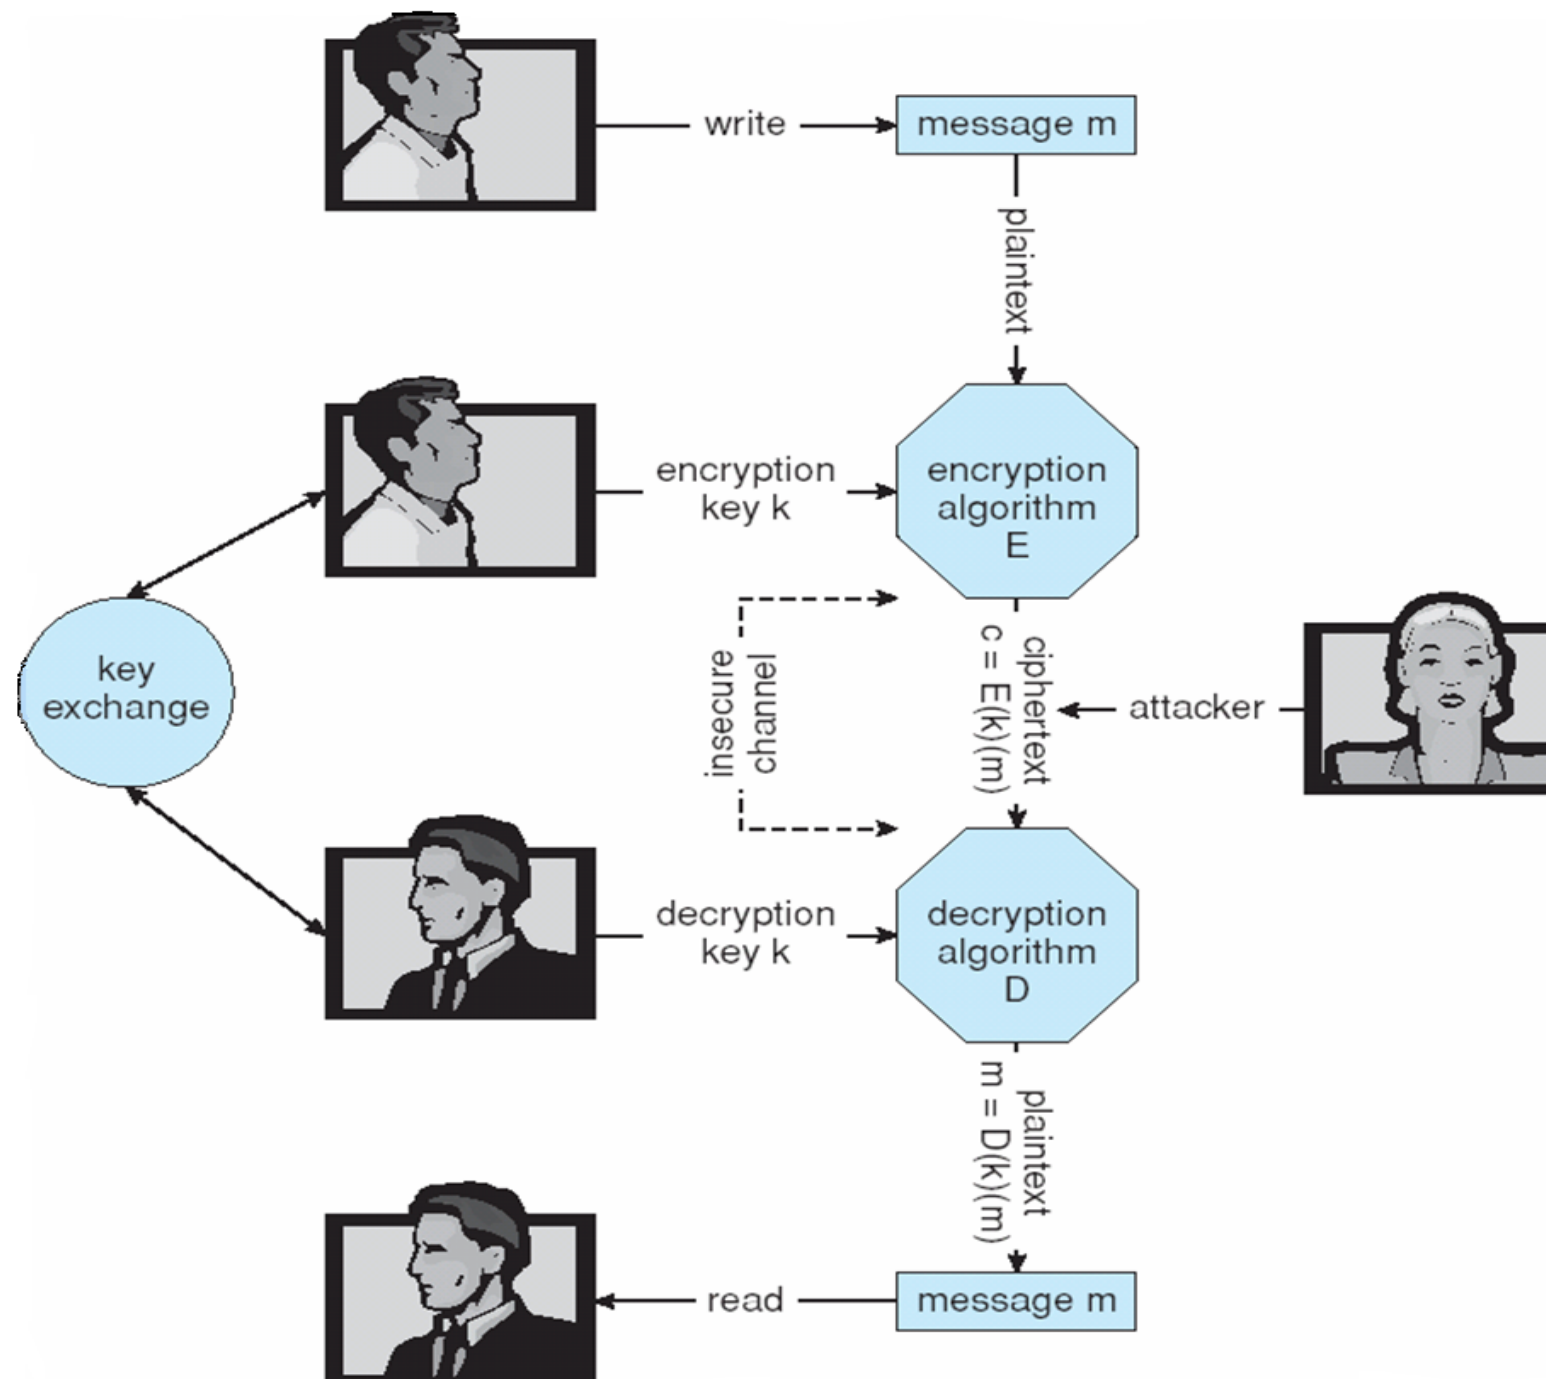 write
message m
plaintext
encryption
key k
encryption
algorithm
E
key
exchange
insecure
channel
ciphertext
c = E(k)(m)
attacker
decryption
key k
decryption
algorithm
D
plaintext
m = D(k)(m)
read
message m